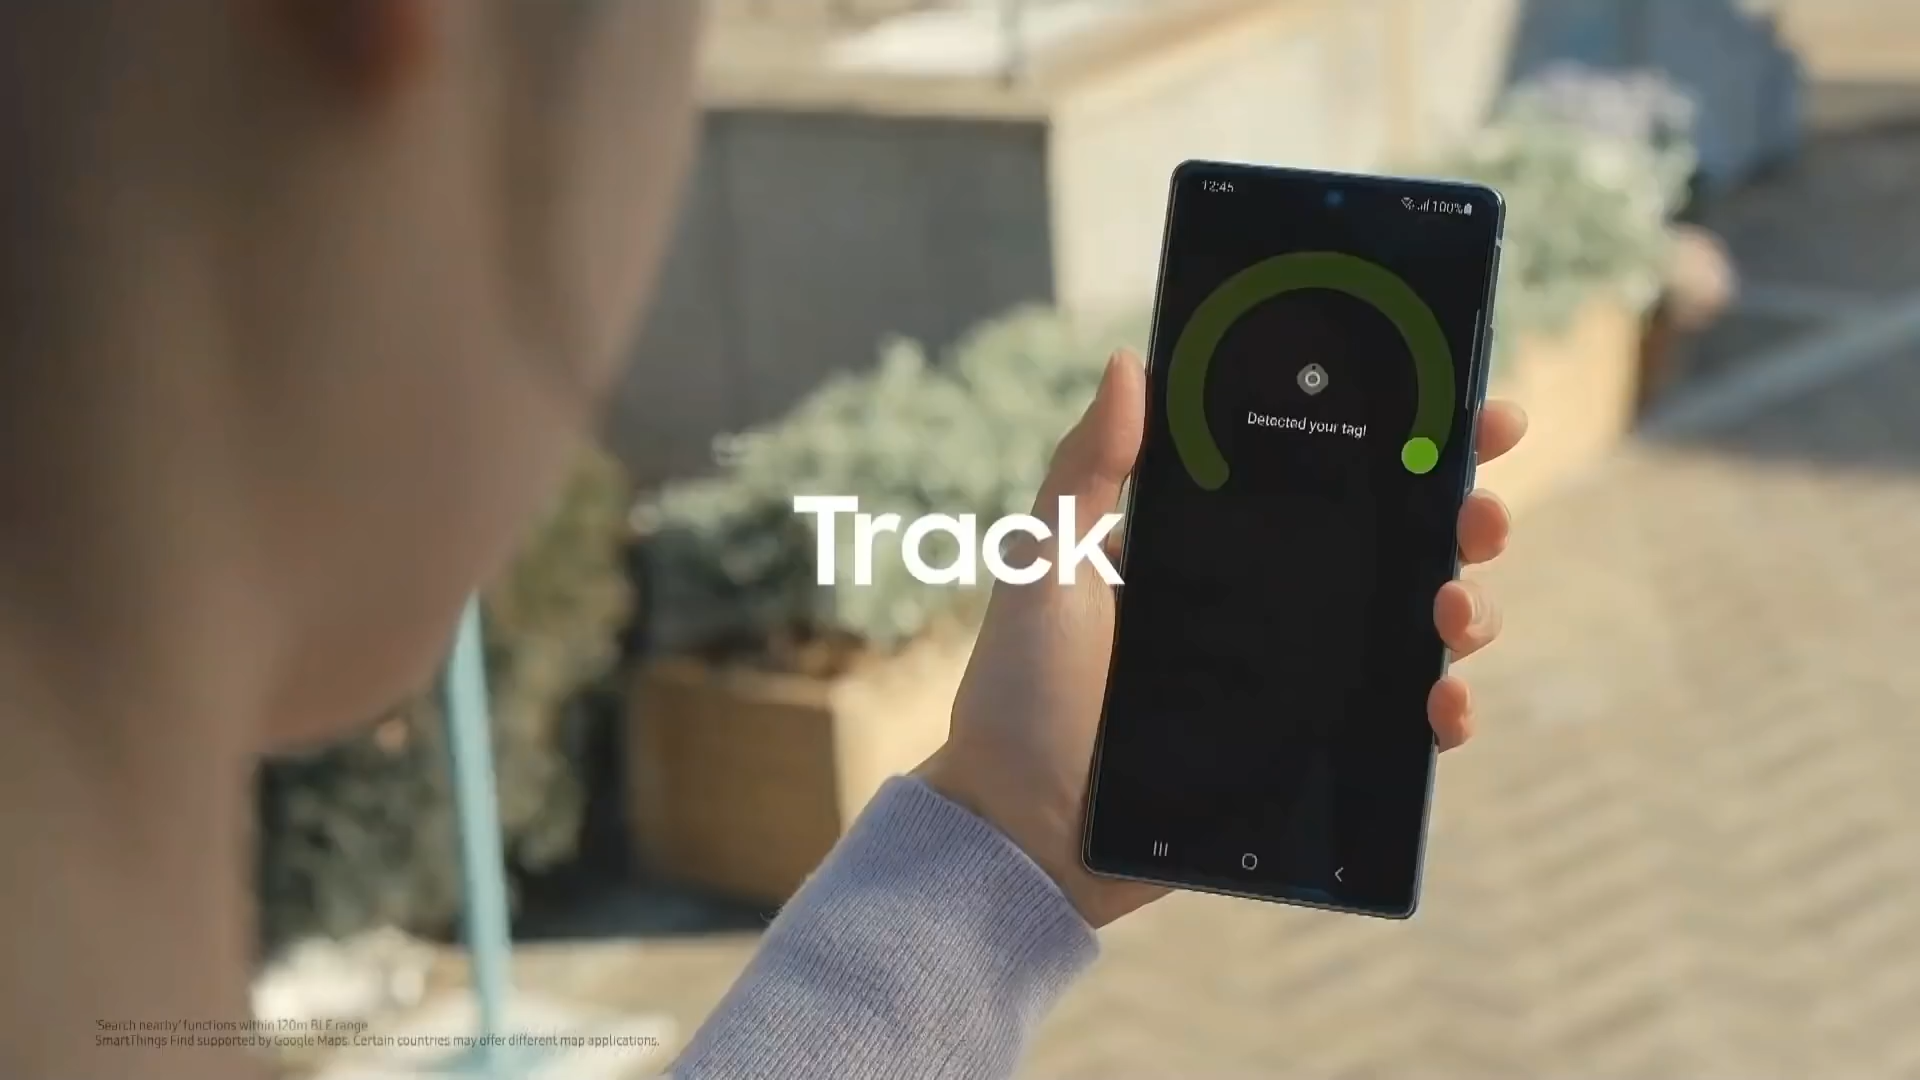 12:45
100%
Detected your tag!
Track
'Search nearby' functions within 120m BLE range
SmartThings Find supported by Google Maps. Certain countries may offer different map applications.